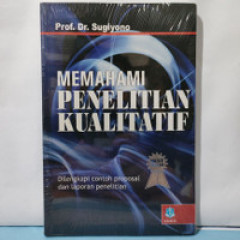 Prof. Dr. Sugiyono
MEMAHAMI
PENELITIAN
KUALITATIF
Dilengkapi contoh proposal
dan laporan penelitian